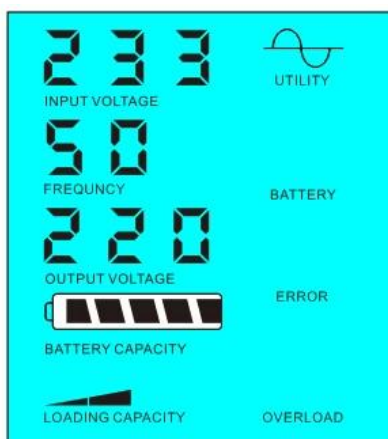 233
UTILITY
INPUT VOLTAGE
50
FREQUNCY
BATTERY
220
OUTPUT VOLTAGE
ERROR
BATTERY CAPACITY
LOADING CAPACITY
OVERLOAD